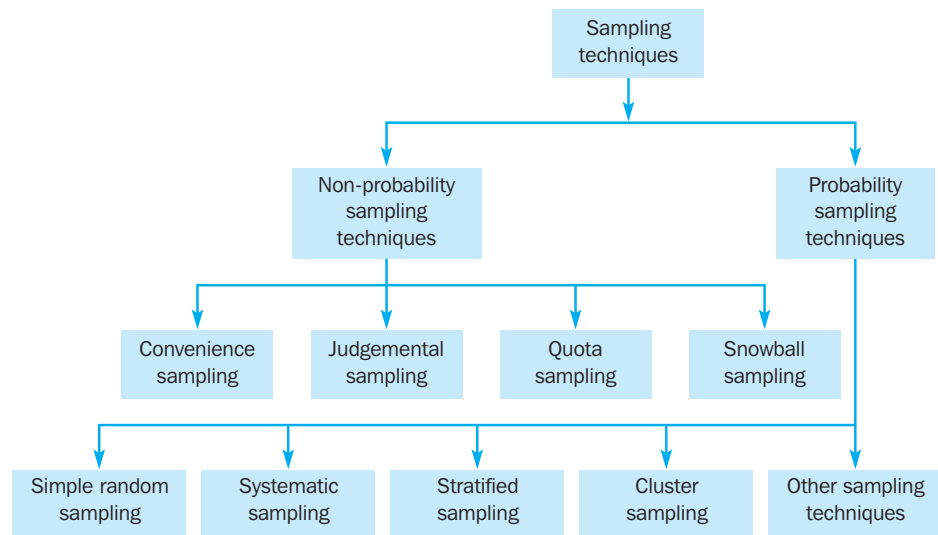 Sampling
techniques
Non-probability
sampling
techniques
Probability
sampling
techniques
Convenience
sampling
Judgemental
sampling
Quota
sampling
Snowball
sampling
Simple random
sampling
Systematic
sampling
Stratified
sampling
Cluster
sampling
Other sampling
techniques